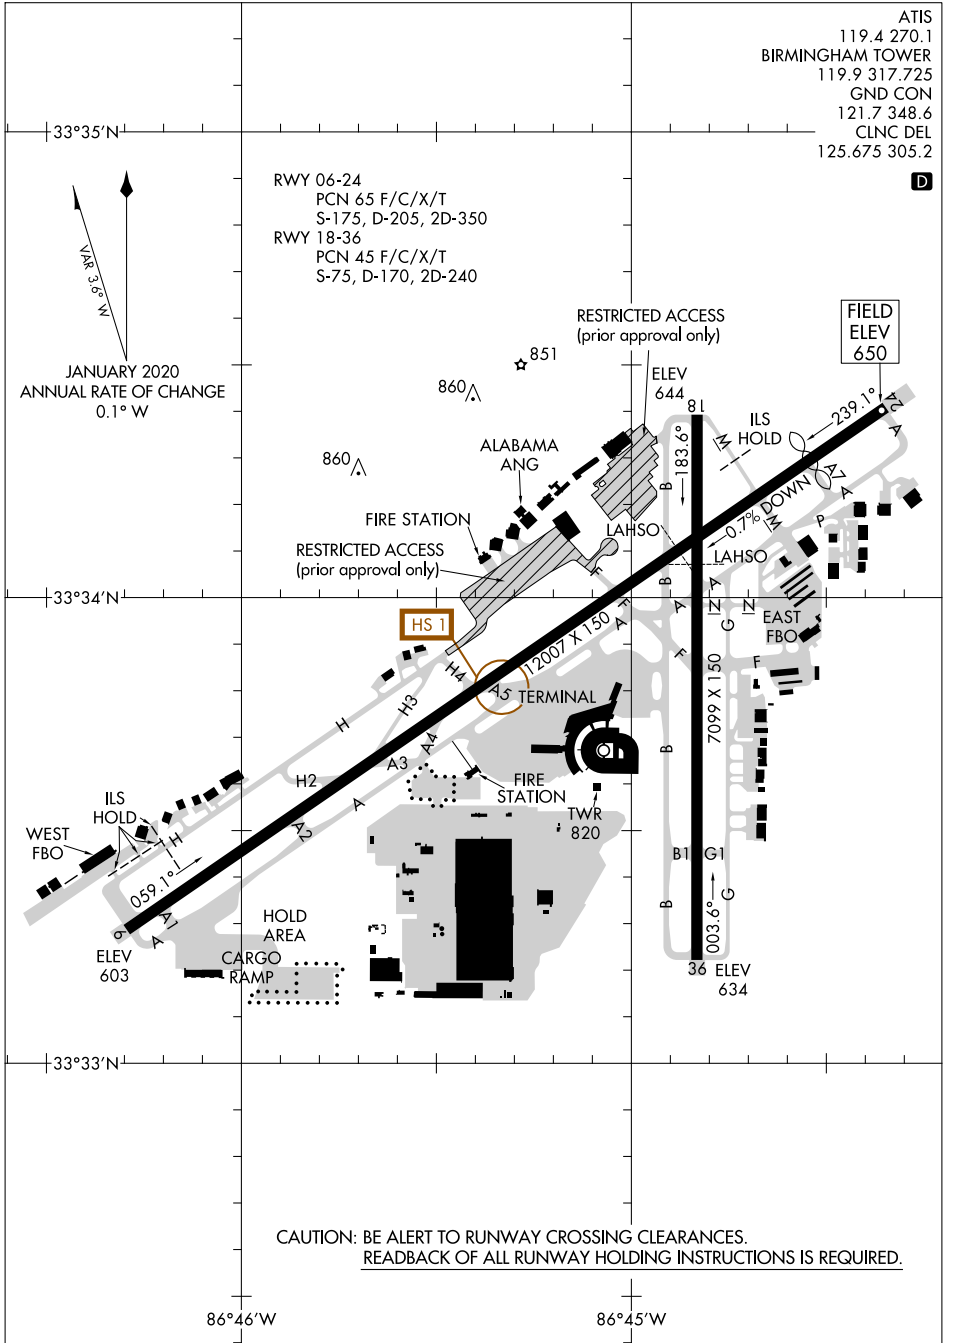 ATIS
119.4 270.1
BIRMINGHAM TOWER
119.9 317.725
GND CON
121.7 348.6
CLNC DEL
125.675 305.2
D
33°35'N
RWY 06-24
PCN 65 F/C/X/T
S-175, D-205, 2D-350
RWY 18-36
PCN 45 F/C/X/T
S-75, D-170, 2D-240
VAR 3.6° W
JANUARY 2020
ANNUAL RATE OF CHANGE
0.1° W
RESTRICTED ACCESS
(prior approval only)
FIELD
ELEV
650
851
860
ELEV
644
18
ILS
HOLD
239.1°
24
A
M
183.6°
860
ALABAMA
ANG
B
A7
A
0.7% DOWN
M
P
FIRE STATION
LAHSO
LAHSO
RESTRICTED ACCESS
(prior approval only)
F
B
A
33°34'N
F
A
A
N
N
G
EAST
FBO
HS 1
12007 X 150
F
F
H4
A5
TERMINAL
7099 X 150
H3
H
A4
B
A3
H2
FIRE
STATION
A
ILS
HOLD
TWR
820
WEST
FBO
H
A2
B1
G1
059.1°
A1
A
6
HOLD
AREA
B
003.6°
G
ELEV
603
CARGO
RAMP
36
ELEV
634
33°33'N
CAUTION: BE ALERT TO RUNWAY CROSSING CLEARANCES.
READBACK OF ALL RUNWAY HOLDING INSTRUCTIONS IS REQUIRED.
86°46'W
86°45'W